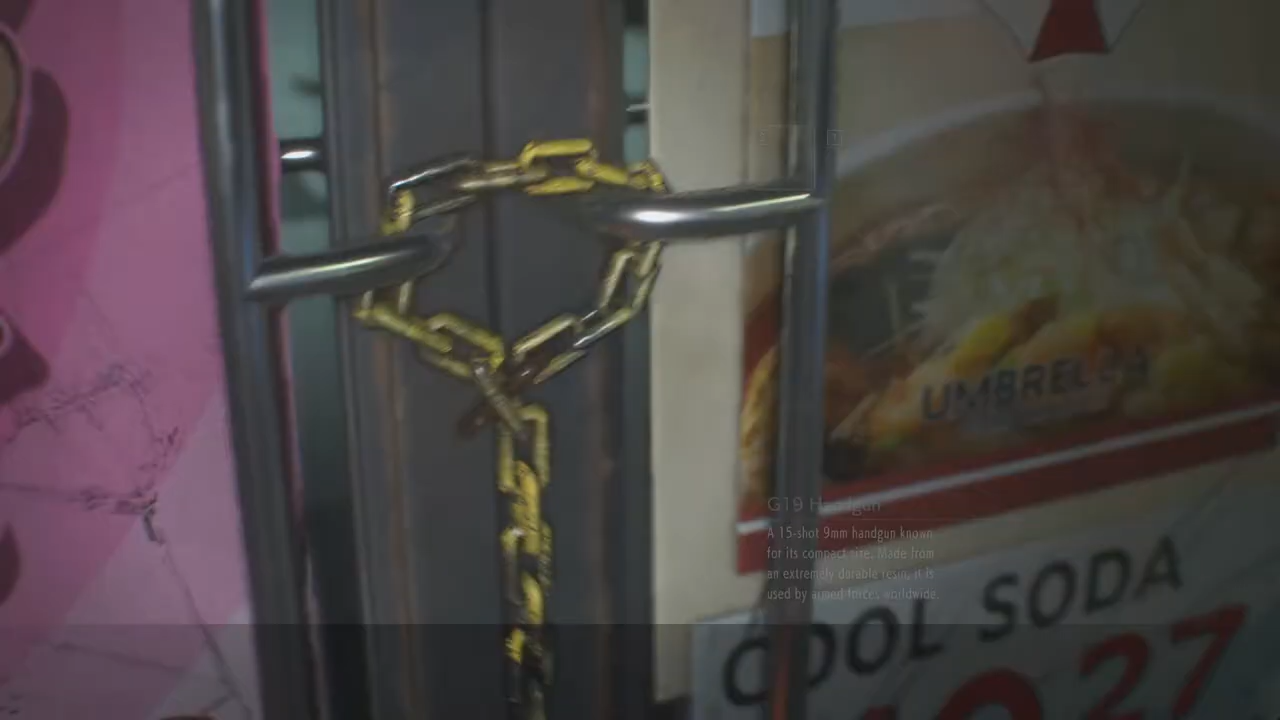 UMBRELLA
G19 Handgun
A 15-shot 9mm handgun known
for its compact size. Made from
an extremely durable resin, it is
used by armed forces worldwide.
COOL SODA
27